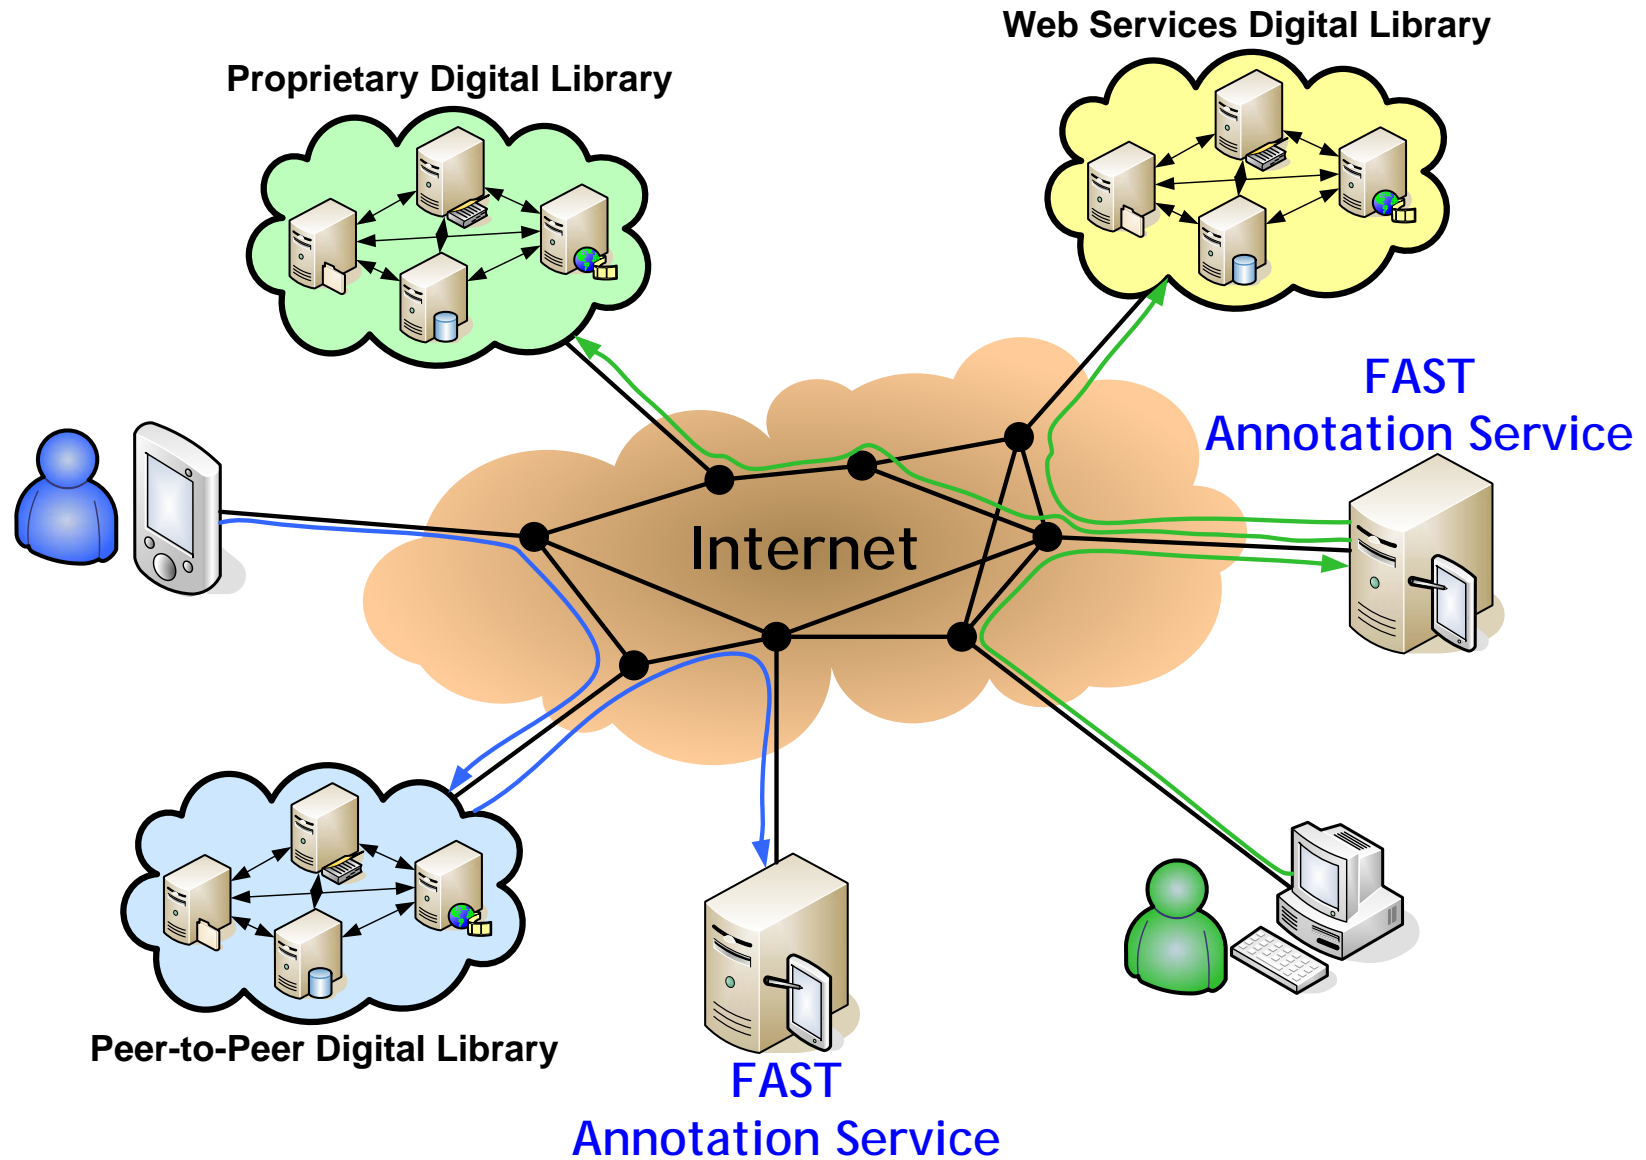 Web Services Digital Library
Proprietary Digital Library
FAST
Annotation Service
Internet
Peer-to-Peer Digital Library
FAST
Annotation Service